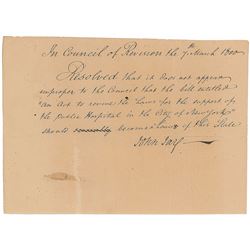 In Council of Revision the 7th March 1800
Resolved that it does not appear
improper to the Council that the bill entitled
"an Act to renew the Laws for the support of
the public Hospital in the City of New York"
should become a Law of this State
John Jay